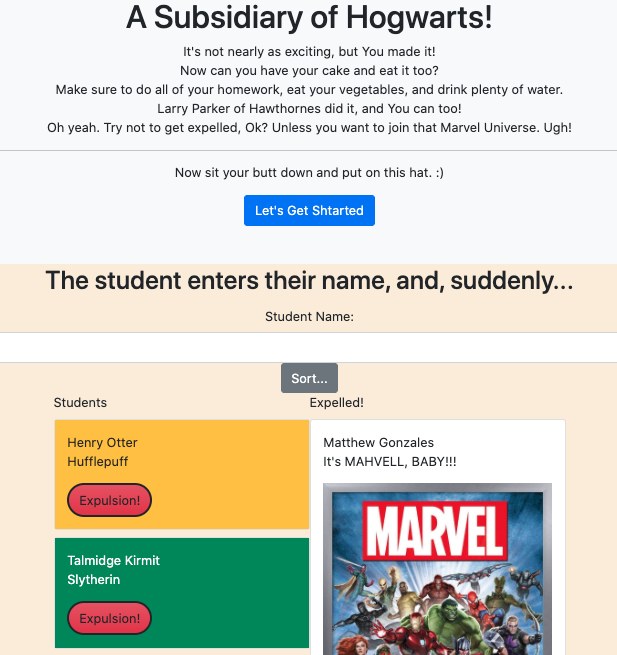 A Subsidiary of Hogwarts!
It's not nearly as exciting, but You made it!
Now can you have your cake and eat it too?
Make sure to do all of your homework, eat your vegetables, and drink plenty of water.
Larry Parker of Hawthornes did it, and You can too!
Oh yeah. Try not to get expelled, Ok? Unless you want to join that Marvel Universe. Ugh!
Now sit your butt down and put on this hat. :)
Let's Get Shtarted
The student enters their name, and, suddenly...
Student Name:
Sort...
Students
Henry Otter
Hufflepuff
Expulsion!
Talmidge Kirmit
Slytherin
Expulsion!
Expelled!
Matthew Gonzales
It's MAHVELL, BABY!!!
MARVEL